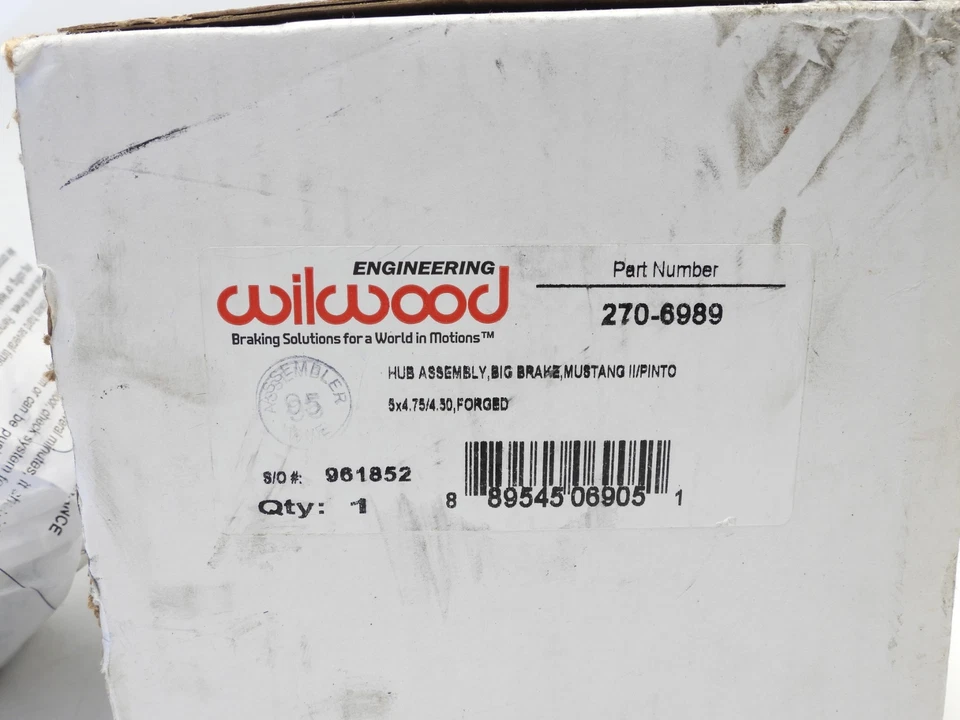 ENGINEERING
wilwood
Braking Solutions for a World in Motions™
Part Number
270-6989
HUB ASSEMBLY,BIG BRAKE,MUSTANG II/PINTO
5x4.75/4.50,FORGED
ASSEMBLER
95
S/O #: 961852
Qty: 1
8 89545 06905 1